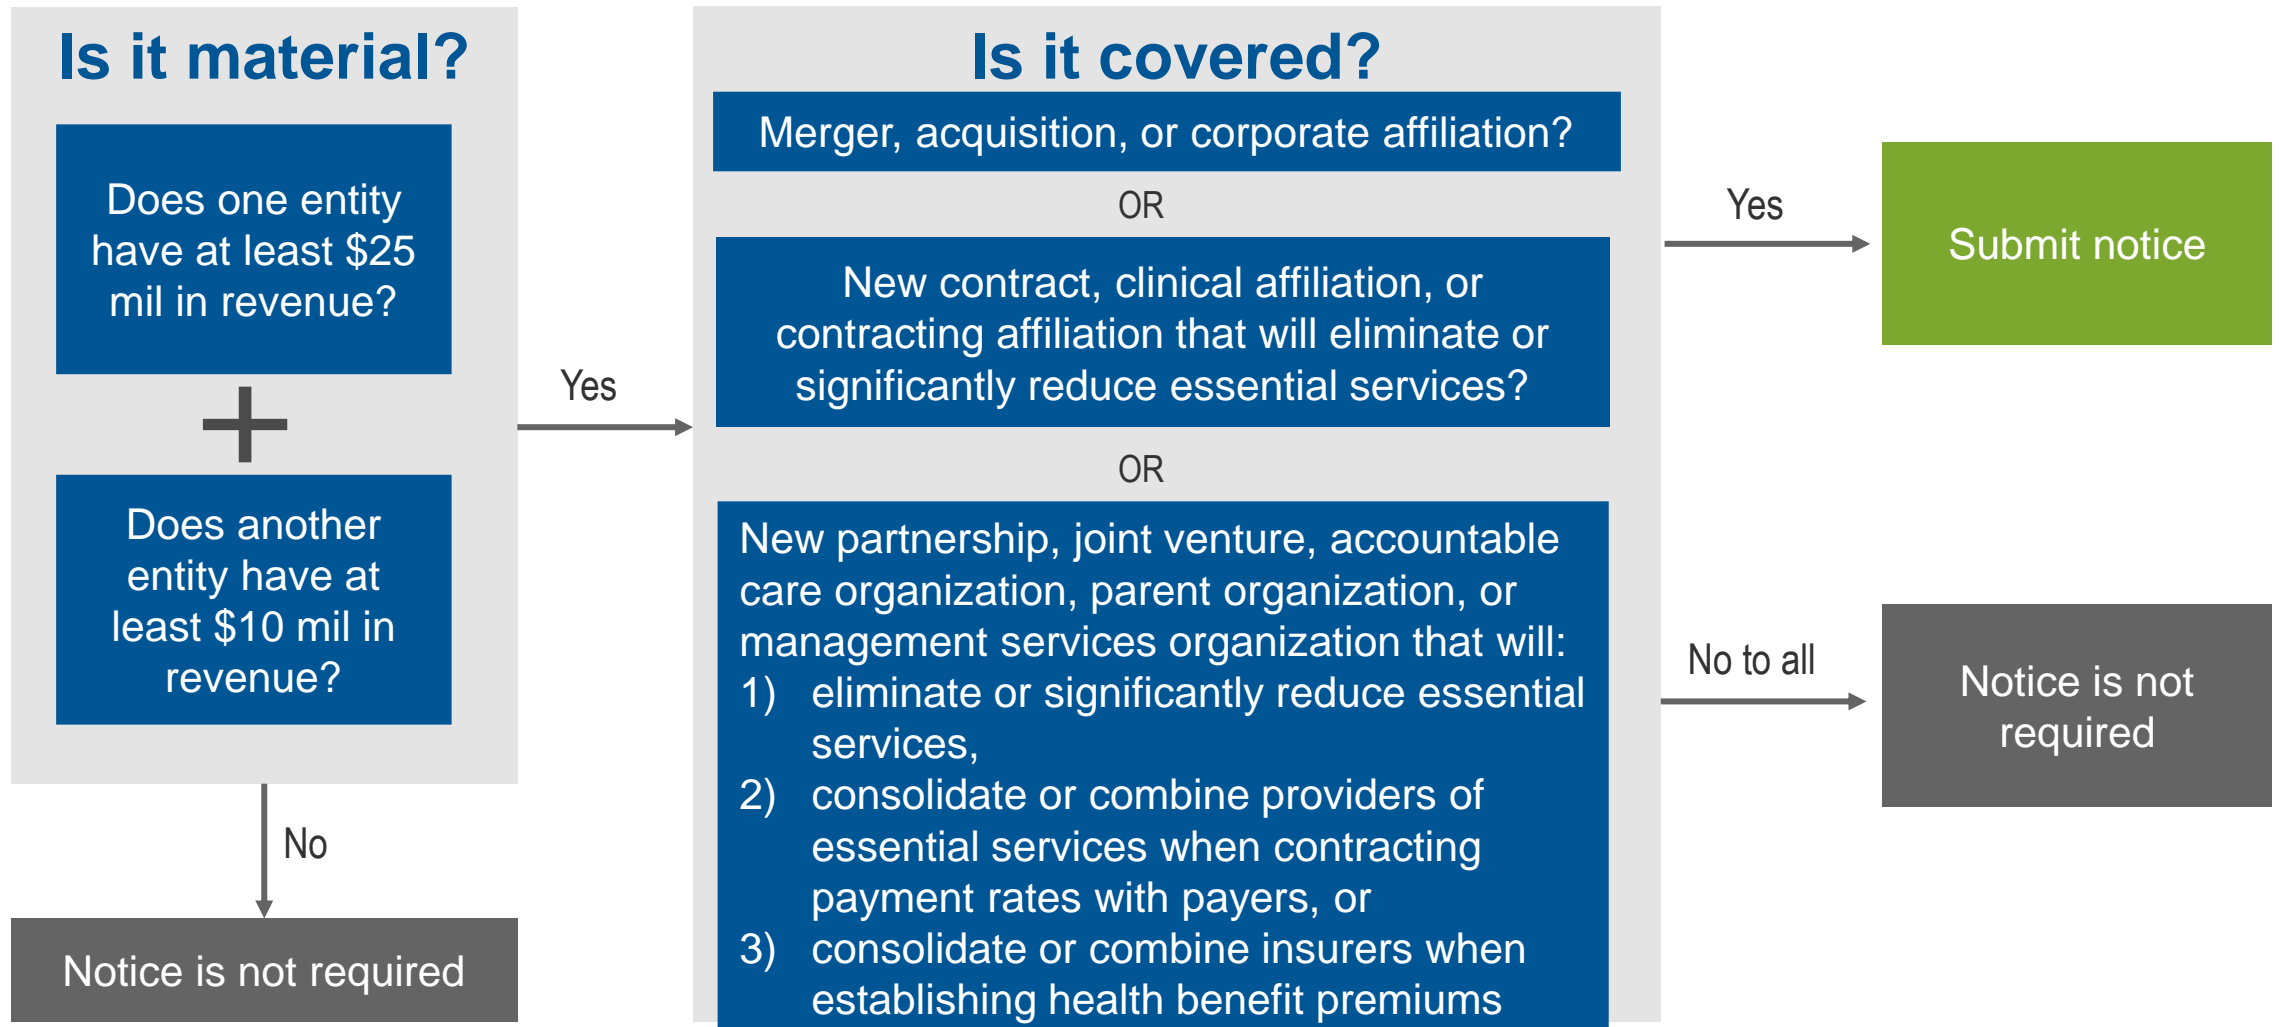 Is it material?
Does one entity
have at least $25
mil in revenue?
+
Does another
entity have at
least $10 mil in
revenue?
No
Notice is not required
Yes
Is it covered?
Merger, acquisition, or corporate affiliation?
OR
New contract, clinical affiliation, or
contracting affiliation that will eliminate or
significantly reduce essential services?
OR
New partnership, joint venture, accountable
care organization, parent organization, or
management services organization that will:
1) eliminate or significantly reduce essential
services,
2) consolidate or combine providers of
essential services when contracting
payment rates with payers, or
3) consolidate or combine insurers when
establishing health benefit premiums
Yes
Submit notice
No to all
Notice is not
required